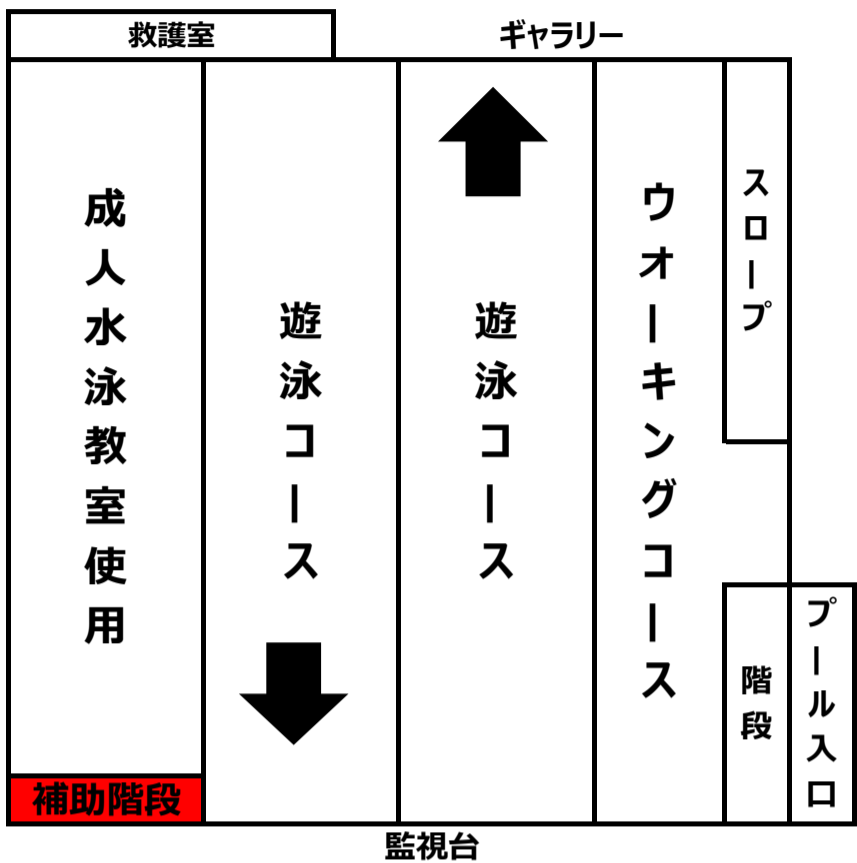 救護室
ギャラリー
成人水泳教室使用
遊泳コース
遊泳コース
ウオーキングコース
スロープ
階段
プール入口
補助階段
監視台